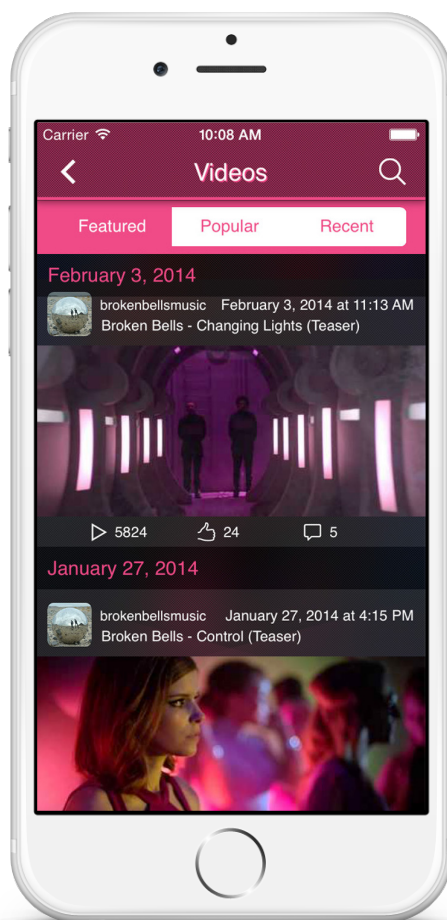 Carrier 10:08 AM
Videos
Featured Popular Recent
February 3, 2014
brokenbellsmusic February 3, 2014 at 11:13 AM
Broken Bells - Changing Lights (Teaser)
5824 24 5
January 27, 2014
brokenbellsmusic January 27, 2014 at 4:15 PM
Broken Bells - Control (Teaser)